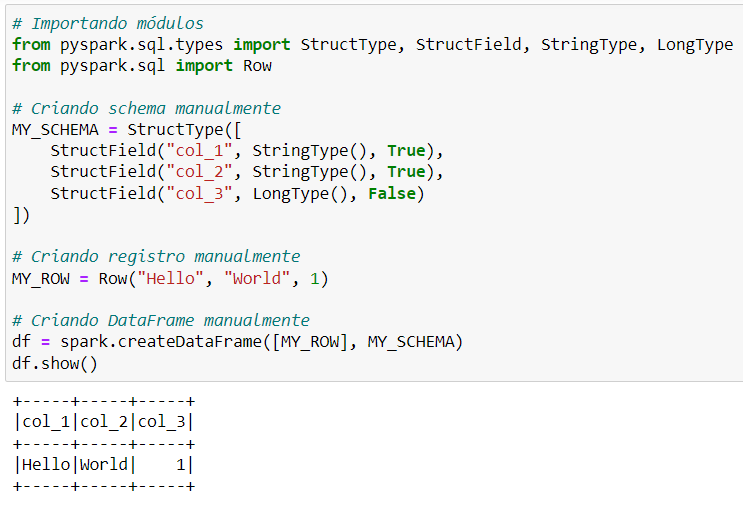 # Importando módulos
from pyspark.sql.types import StructType, StructField, StringType, LongType
from pyspark.sql import Row
# Criando schema manualmente
MY_SCHEMA = StructType([
    StructField("col_1", StringType(), True),
    StructField("col_2", StringType(), True),
    StructField("col_3", LongType(), False)
])
# Criando registro manualmente
MY_ROW = Row("Hello", "World", 1)
# Criando DataFrame manualmente
df = spark.createDataFrame([MY_ROW], MY_SCHEMA)
df.show()
+-----+-----+-----+
|col_1|col_2|col_3|
+-----+-----+-----+
|Hello|World|    1|
+-----+-----+-----+